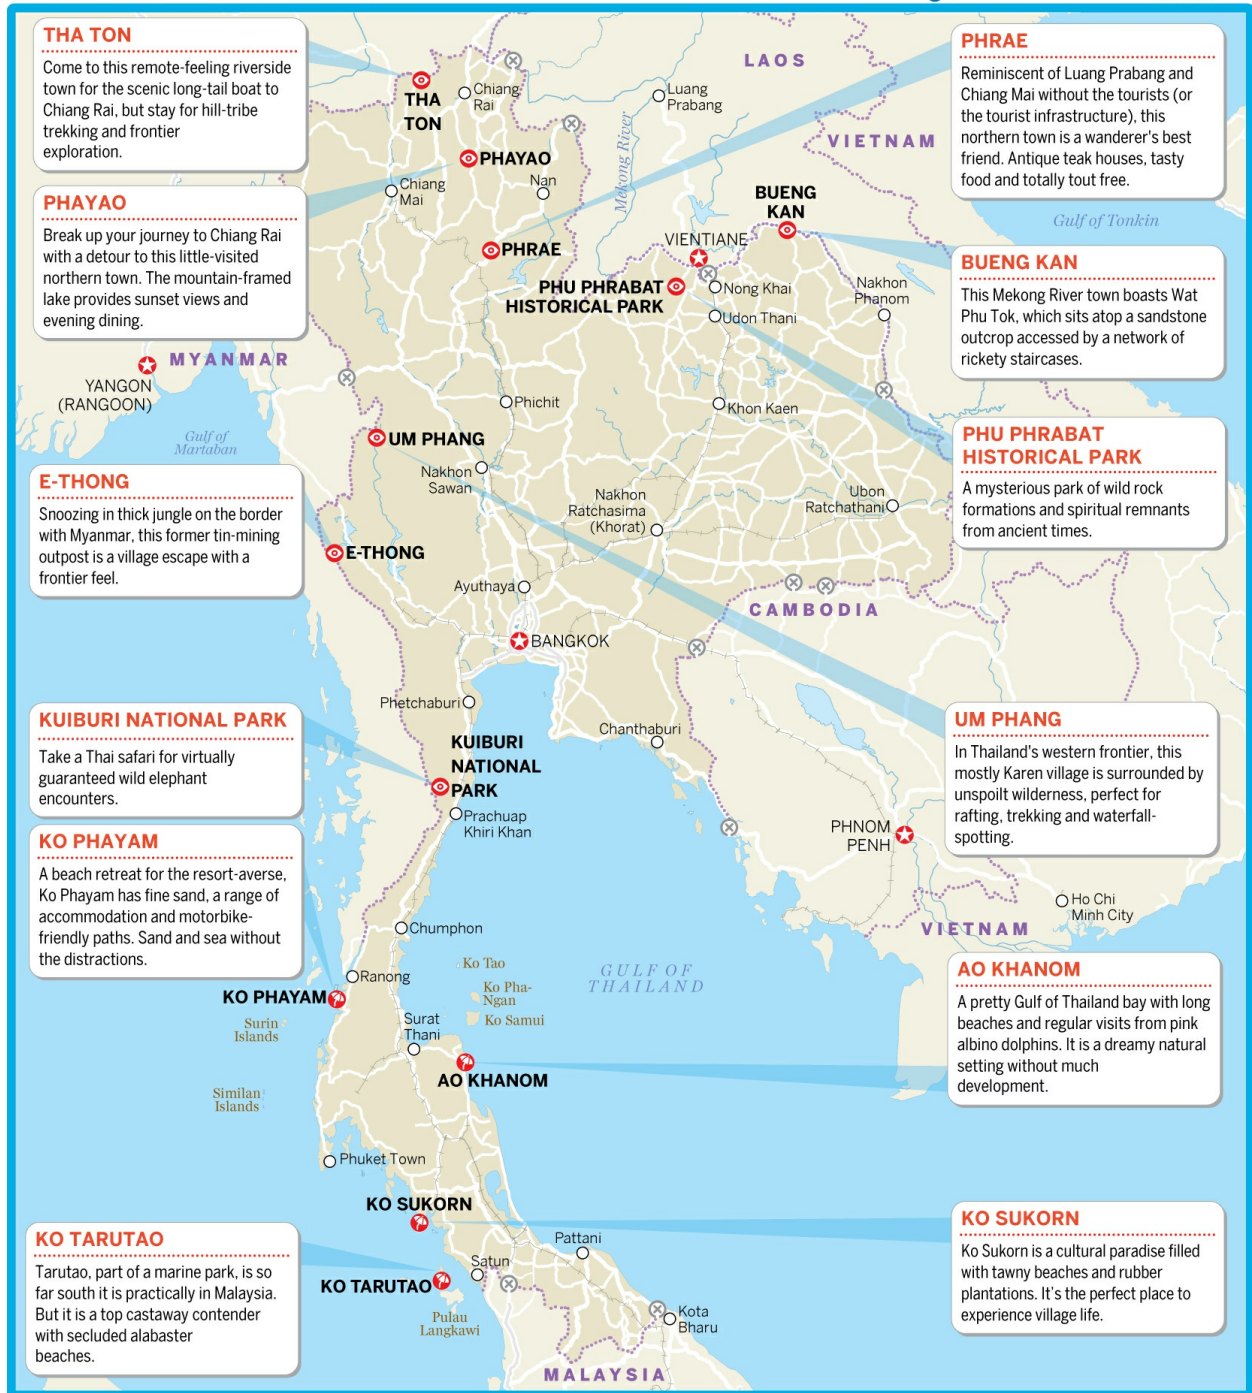 THA TON
Come to this remote-feeling riverside
town for the scenic long-tail boat to
Chiang Rai, but stay for hill-tribe
trekking and frontier
exploration.
PHAYAO
Break up your journey to Chiang Rai
with a detour to this little-visited
northern town. The mountain-framed
lake provides sunset views and
evening dining.
E-THONG
Snoozing in thick jungle on the border
with Myanmar, this former tin-mining
outpost is a village escape with a
frontier feel.
KUIBURI NATIONAL PARK
Take a Thai safari for virtually
guaranteed wild elephant
encounters.
KO PHAYAM
A beach retreat for the resort-averse,
Ko Phayam has fine sand, a range of
accommodation and motorbike-
friendly paths. Sand and sea without
the distractions.
KO TARUTAO
Tarutao, part of a marine park, is so
far south it is practically in Malaysia.
But it is a top castaway contender
with secluded alabaster
beaches.
PHRAE
Reminiscent of Luang Prabang and
Chiang Mai without the tourists (or
the tourist infrastructure), this
northern town is a wanderer's best
friend. Antique teak houses, tasty
food and totally tout free.
BUENG KAN
This Mekong River town boasts Wat
Phu Tok, which sits atop a sandstone
outcrop accessed by a network of
rickety staircases.
PHU PHRABAT
HISTORICAL PARK
A mysterious park of wild rock
formations and spiritual remnants
from ancient times.
UM PHANG
In Thailand's western frontier, this
mostly Karen village is surrounded by
unspoilt wilderness, perfect for
rafting, trekking and waterfall-
spotting.
AO KHANOM
A pretty Gulf of Thailand bay with long
beaches and regular visits from pink
albino dolphins. It is a dreamy natural
setting without much
development.
KO SUKORN
Ko Sukorn is a cultural paradise filled
with tawny beaches and rubber
plantations. It's the perfect place to
experience village life.
LAOS
THA
TON
Chiang
Rai
Luang
Prabang
Mekong River
VIETNAM
PHAYAO
Chiang
Mai
Nan
BUENG
KAN
Gulf of Tonkin
PHRAE
VIENTIANE
PHU PHRABAT
HISTORICAL PARK
Nong Khai
Nakhon
Phanom
Udon Thani
MYANMAR
YANGON
(RANGOON)
Phichit
Khon Kaen
Gulf of
Martaban
UM PHANG
Nakhon
Sawan
Nakhon
Ratchasima
(Khorat)
Ubon
Ratchathani
E-THONG
Ayuthaya
CAMBODIA
BANGKOK
Phetchaburi
Chanthaburi
KUIBURI
NATIONAL
PARK
Prachuap
Khiri Khan
PHNOM
PENH
Ho Chi
Minh City
VIETNAM
Chumphon
Ko Tao
GULF OF
THAILAND
Ranong
KO PHAYAM
Ko Pha-
Ngan
Ko Samui
Surin
Islands
Surat
Thani
AO KHANOM
Similan
Islands
Phuket Town
KO SUKORN
Pattani
Satun
KO TARUTAO
Pulau
Langkawi
Kota
Bharu
MALAYSIA